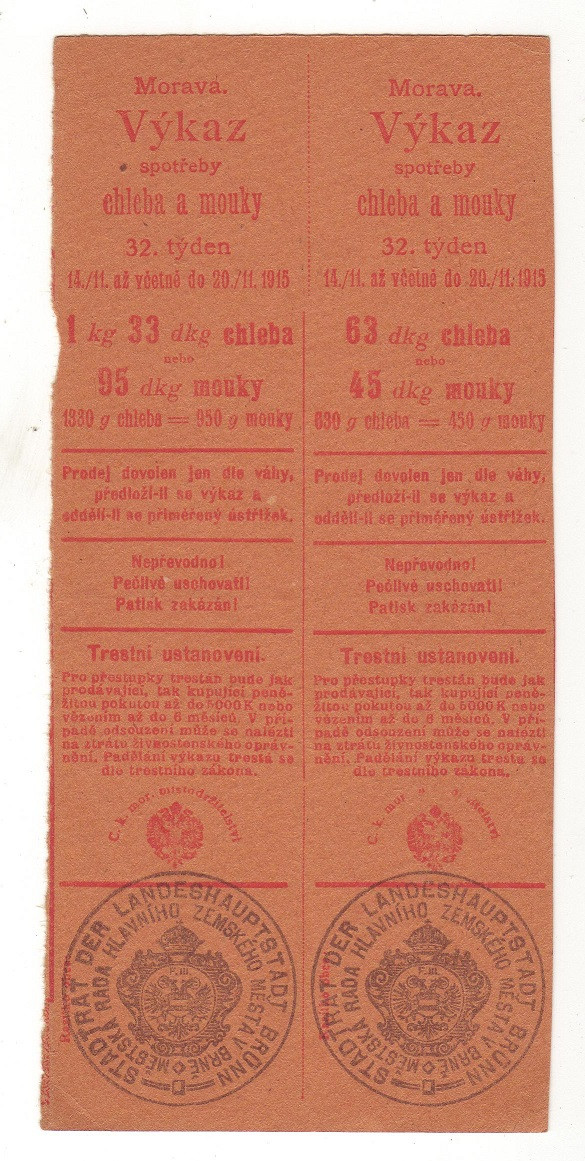 Morava.
Výkaz
spotřeby
chleba a mouky
32. týden
14./11. až včetně do 20./11. 1915
1 kg 33 dkg chleba
nebo
95 dkg mouky
1330 g chleba = 950 g mouky
Prodej dovolen jen dle váhy,
předloží-li se výkaz a
oddělí-li se přiměřený ústřižek.
Nepřevodno!
Pečlivě uschovati!
Patisk zakázán!
Trestní ustanovení.
Pro přestupky trestán bude jak
prodávající, tak kupující peně-
žitou pokutou až do 5000 K nebo
vězením až do 6 měsíců. V pří-
padě odsouzení může se nalézti
na ztrátu živnostenského opráv-
nění. Padělání výkazu trestá se
dle trestního zákona.
C. k. mor. místodržitelství
STADTRAT DER LANDESHAUPTSTADT BRÜNN
MĚSTSKÁ RADA HLAVNÍHO ZEMSKÉHO MĚSTA V BRNĚ
F. III.
Morava.
Výkaz
spotřeby
chleba a mouky
32. týden
14./11. až včetně do 20./11. 1915
63 dkg chleba
nebo
45 dkg mouky
630 g chleba = 450 g mouky
Prodej dovolen jen dle váhy,
předloží-li se výkaz a
oddělí-li se přiměřený ústřižek.
Nepřevodno!
Pečlivě uschovati!
Patisk zakázán!
Trestní ustanovení.
Pro přestupky trestán bude jak
prodávající, tak kupující peně-
žitou pokutou až do 5000 K nebo
vězením až do 6 měsíců. V pří-
padě odsouzení může se nalézti
na ztrátu živnostenského opráv-
nění. Padělání výkazu trestá se
dle trestního zákona.
C. k. mor.
STADTRAT DER LANDESHAUPTSTADT BRÜNN
MĚSTSKÁ RADA HLAVNÍHO ZEMSKÉHO MĚSTA V BRNĚ
F. III.